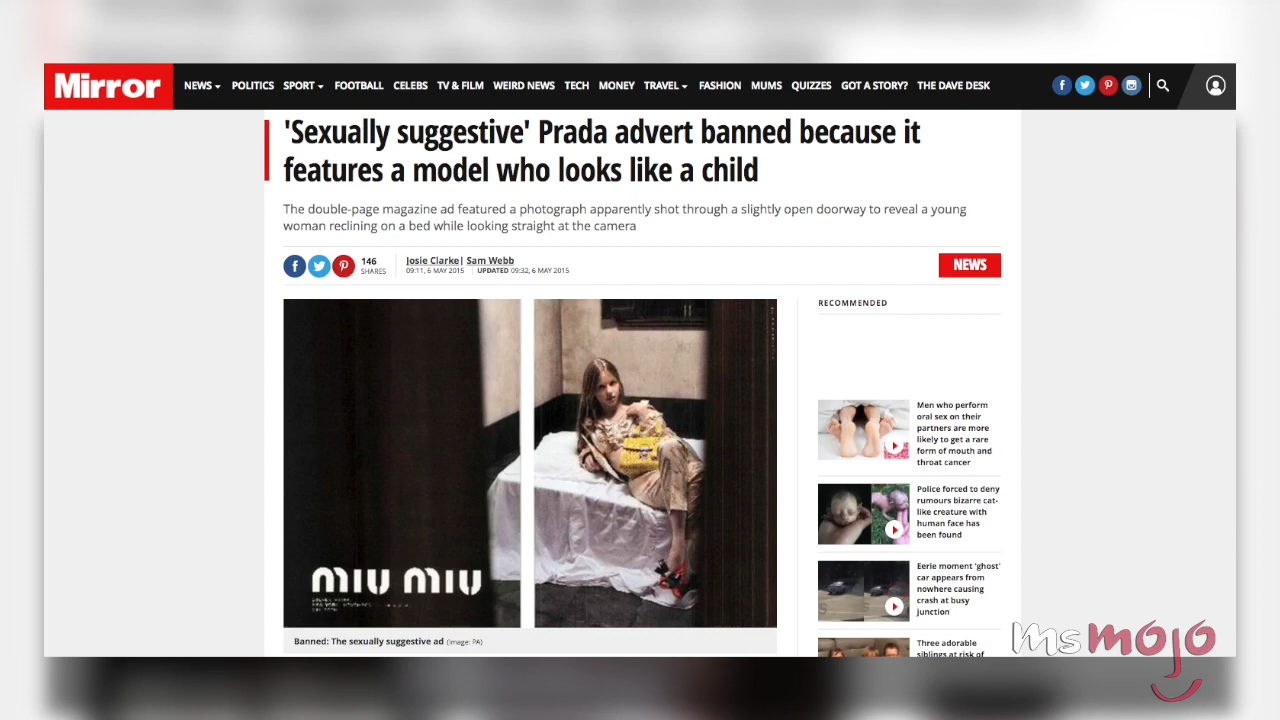 Mirror
NEWS POLITICS SPORT FOOTBALL CELEBS TV & FILM WEIRD NEWS TECH MONEY TRAVEL FASHION MUMS QUIZZES GOT A STORY? THE DAVE DESK
'Sexually suggestive' Prada advert banned because it
features a model who looks like a child
The double-page magazine ad featured a photograph apparently shot through a slightly open doorway to reveal a young
woman reclining on a bed while looking straight at the camera
146
SHARES
Josie Clarke| Sam Webb
09:11, 6 MAY 2015 UPDATED 09:32, 6 MAY 2015
NEWS
miu miu
Banned: The sexually suggestive ad (Image: PA)
RECOMMENDED
Men who perform
oral sex on their
partners are more
likely to get a rare
form of mouth and
throat cancer
Police forced to deny
rumours bizarre cat-
like creature with
human face has
been found
Eerie moment 'ghost'
car appears from
nowhere causing
crash at busy
junction
Three adorable
siblings at risk of
msmojo